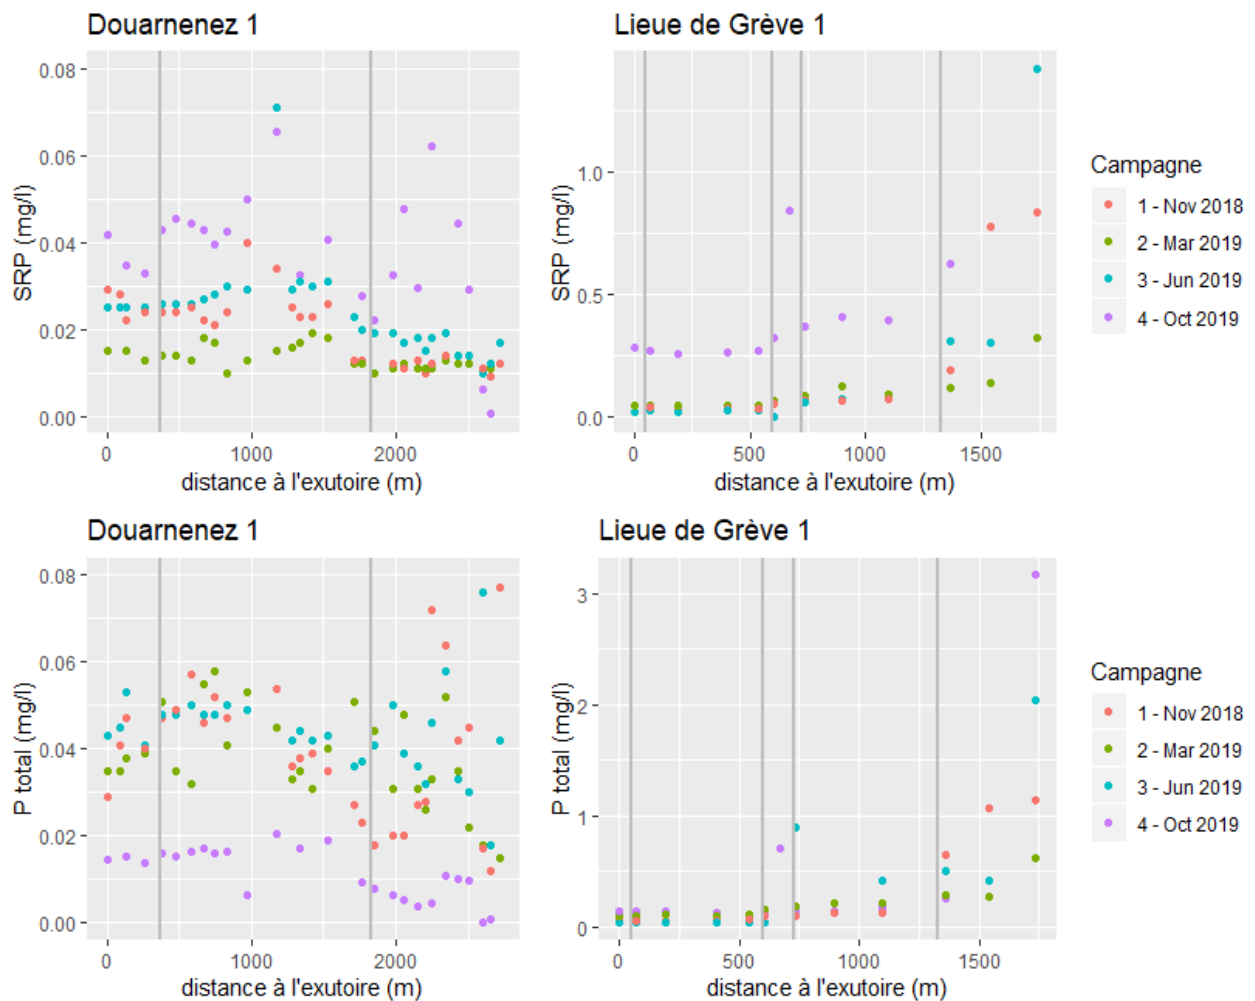 Douarnenez 1
SRP (mg/l)
0.08
0.06
0.04
0.02
0.00
0
1000
2000
distance à l'exutoire (m)
Lieue de Grève 1
SRP (mg/l)
1.0
0.5
0.0
0
500
1000
1500
distance à l'exutoire (m)
Campagne
1 - Nov 2018
2 - Mar 2019
3 - Jun 2019
4 - Oct 2019
Douarnenez 1
P total (mg/l)
0.08
0.06
0.04
0.02
0.00
0
1000
2000
distance à l'exutoire (m)
Lieue de Grève 1
P total (mg/l)
3
2
1
0
0
500
1000
1500
distance à l'exutoire (m)
Campagne
1 - Nov 2018
2 - Mar 2019
3 - Jun 2019
4 - Oct 2019